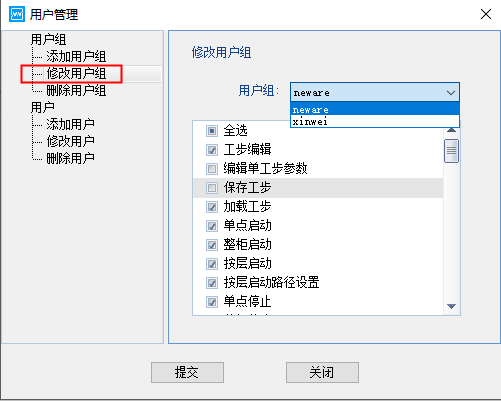 用户管理
用户组
添加用户组
修改用户组
删除用户组
用户
添加用户
修改用户
删除用户
修改用户组
用户组: neware
neware
xinwei
全选
工步编辑
编辑单工步参数
保存工步
加载工步
单点启动
整柜启动
按层启动
按层启动路径设置
单点停止
提交 关闭